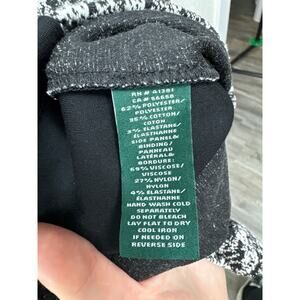 RN # 41381
CA # 56658
62% POLYESTER/
POLYESTER
35% COTTON/
COTON
3% ELASTANE/
ÉLASTHANNE
SIDE PANEL&
BINDING/
PANNEAU
LATÉRAL&
BORDURE:
69% VISCOSE/
VISCOSE
27% NYLON/
NYLON
4% ELASTANE/
ÉLASTHANNE
HAND WASH COLD
SEPARATELY
DO NOT BLEACH
LAY FLAT TO DRY
COOL IRON
IF NEEDED ON
REVERSE SIDE